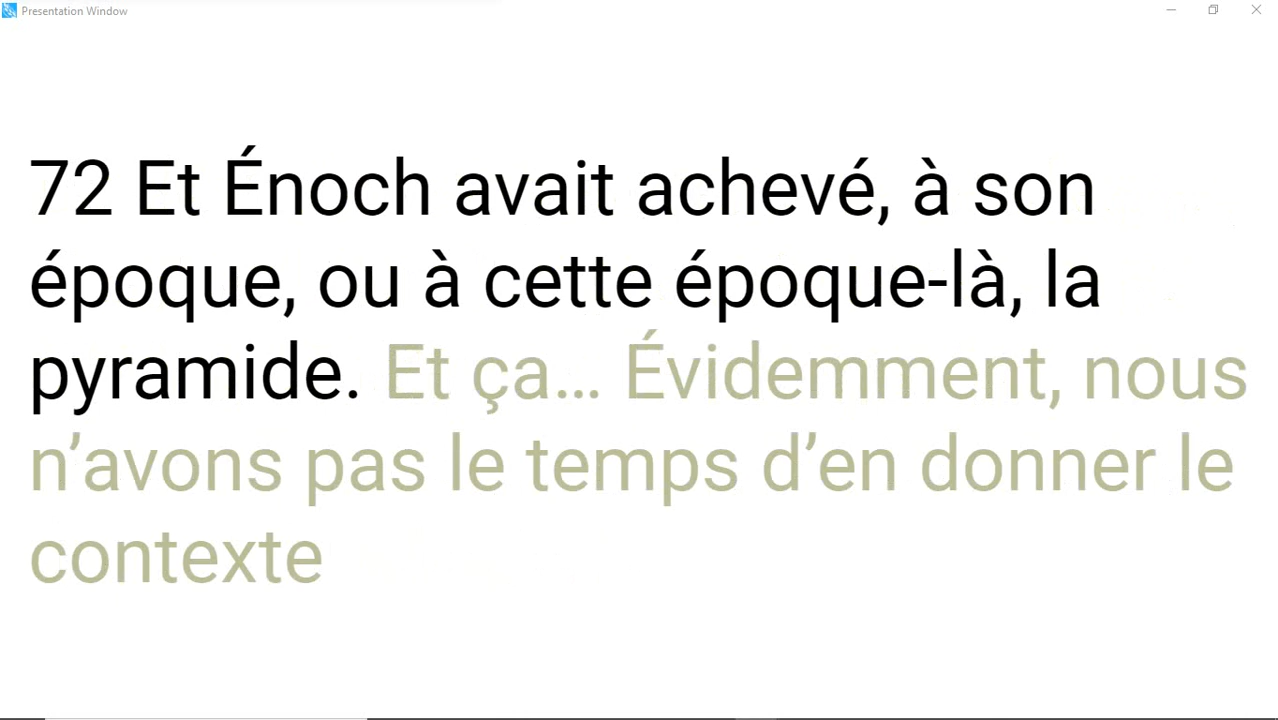 Presentation Window
72 Et Énoch avait achevé, à son
époque, ou à cette époque-là, la
pyramide. Et ça… Évidemment, nous
n’avons pas le temps d’en donner le
contexte